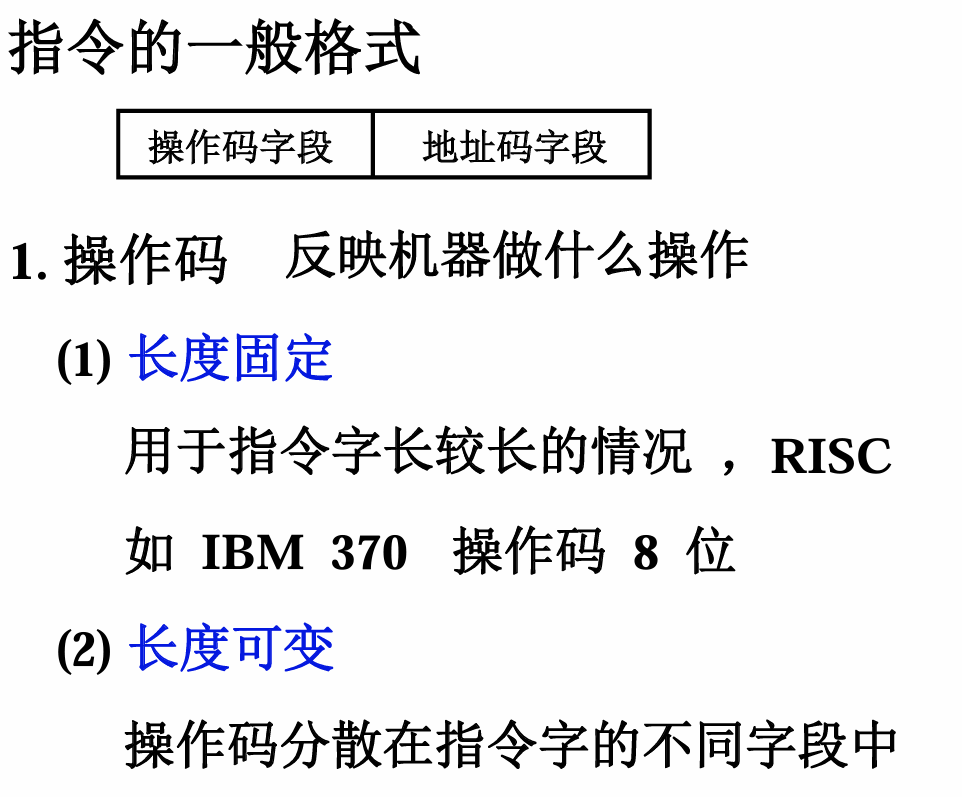 指令的一般格式
操作码字段 地址码字段
1. 操作码 反映机器做什么操作
(1) 长度固定
用于指令字长较长的情况 ，RISC
如 IBM 370 操作码 8 位
(2) 长度可变
操作码分散在指令字的不同字段中